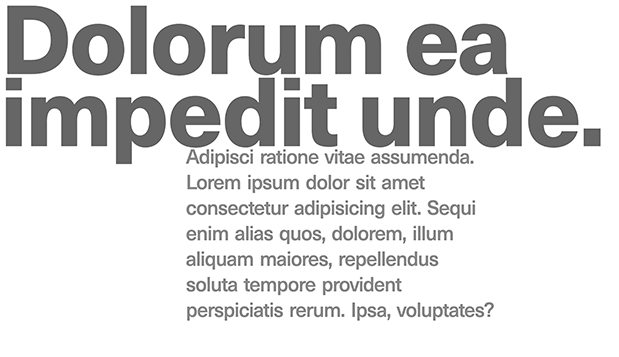 Dolorum ea
impedit unde.
Adipisci ratione vitae assumenda.
Lorem ipsum dolor sit amet
consectetur adipisicing elit. Sequi
enim alias quos, dolorem, illum
aliquam maiores, repellendus
soluta tempore provident
perspiciatis rerum. Ipsa, voluptates?